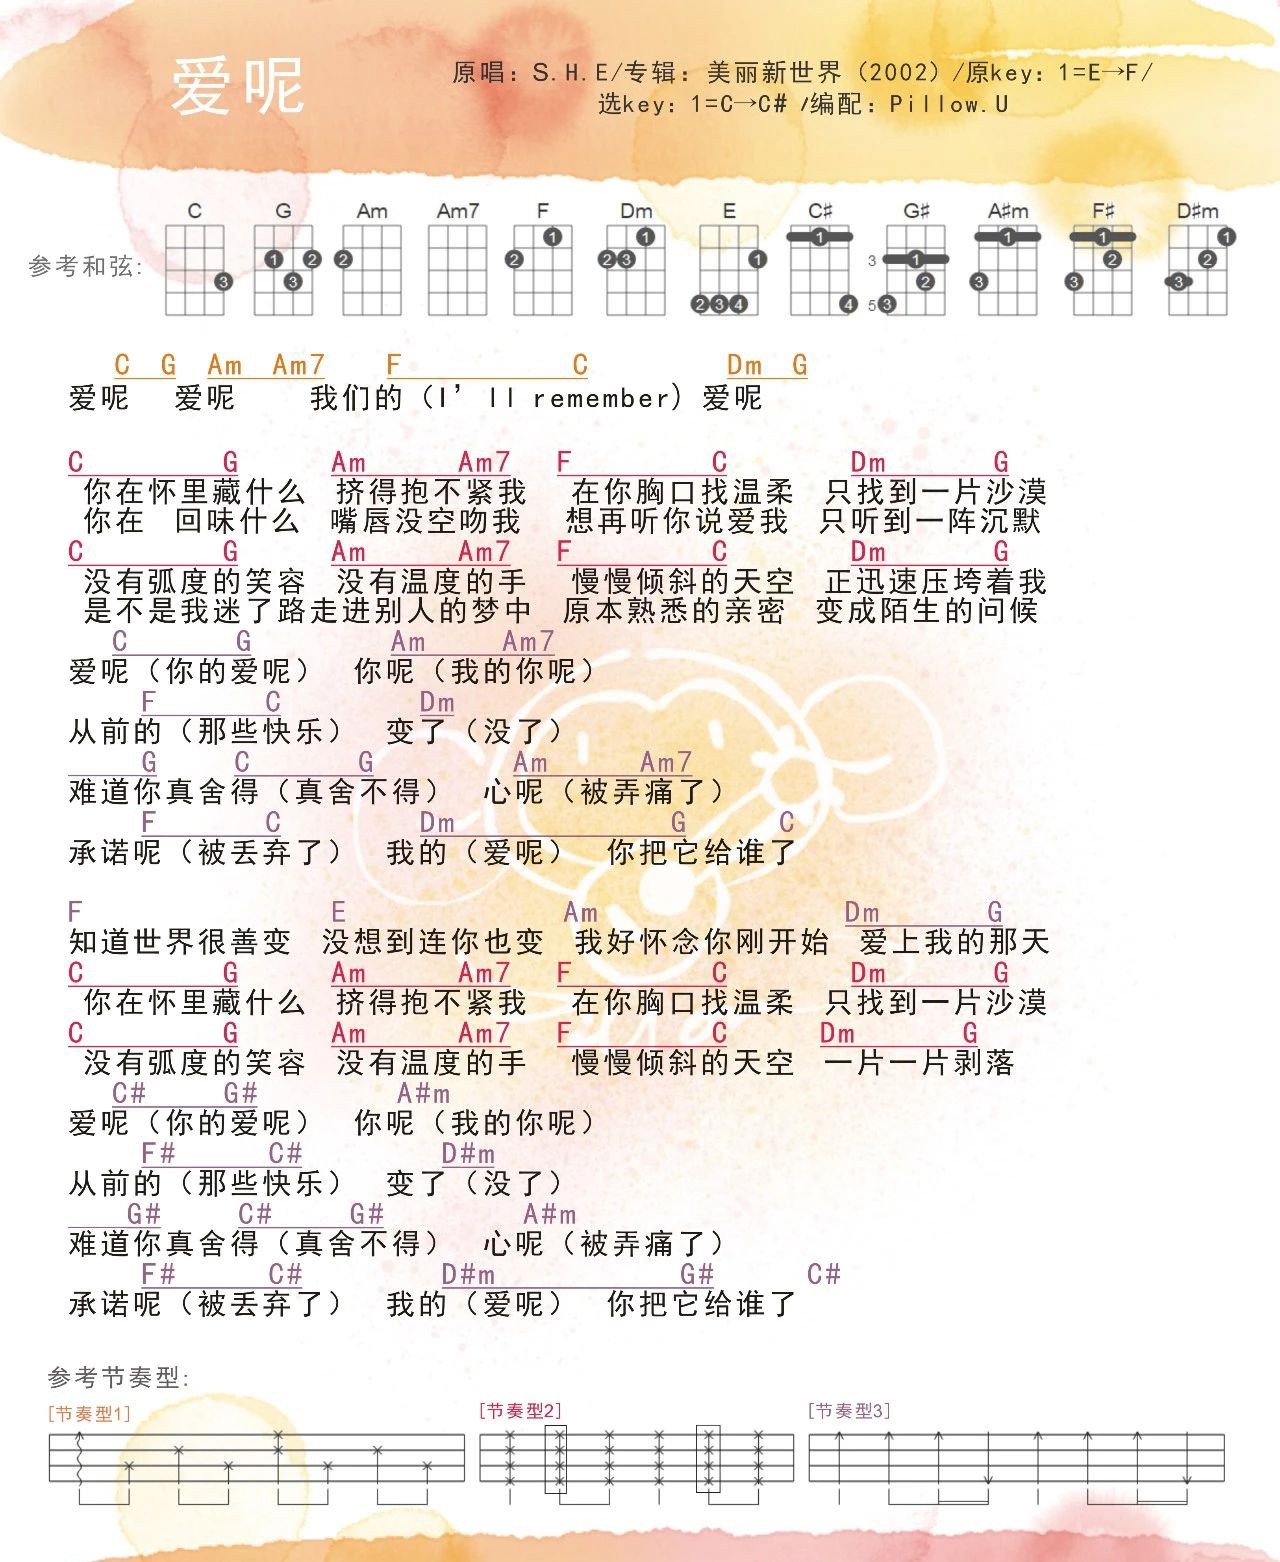 爱呢
原唱：S.H.E/专辑：美丽新世界（2002）/原key：1=E→F/
选key：1=C→C# /编配：Pillow.U
C G Am Am7 F Dm E C♯ G♯ A♯m F♯ D♯m
参考和弦:
3
5
C G Am Am7 F C Dm G
爱呢 爱呢 我们的（I'll remember）爱呢
C G Am Am7 F C Dm G
你在怀里藏什么 挤得抱不紧我 在你胸口找温柔 只找到一片沙漠
你在 回味什么 嘴唇没空吻我 想再听你说爱我 只听到一阵沉默
C G Am Am7 F C Dm G
没有弧度的笑容 没有温度的手 慢慢倾斜的天空 正迅速压垮着我
是不是我迷了路走进别人的梦中 原本熟悉的亲密 变成陌生的问候
C G Am Am7
爱呢（你的爱呢） 你呢（我的你呢）
F C Dm
从前的（那些快乐） 变了（没了）
G C G Am Am7
难道你真舍得（真舍不得） 心呢（被弄痛了）
F C Dm G C
承诺呢（被丢弃了） 我的（爱呢） 你把它给谁了
F E Am Dm G
知道世界很善变 没想到连你也变 我好怀念你刚开始 爱上我的那天
C G Am Am7 F C Dm G
你在怀里藏什么 挤得抱不紧我 在你胸口找温柔 只找到一片沙漠
C G Am Am7 F C Dm G
没有弧度的笑容 没有温度的手 慢慢倾斜的天空 一片一片剥落
C# G# A#m
爱呢（你的爱呢） 你呢（我的你呢）
F# C# D#m
从前的（那些快乐） 变了（没了）
G# C# G# A#m
难道你真舍得（真舍不得） 心呢（被弄痛了）
F# C# D#m G# C#
承诺呢（被丢弃了） 我的（爱呢） 你把它给谁了
参考节奏型:
[节奏型1] [节奏型2] [节奏型3]